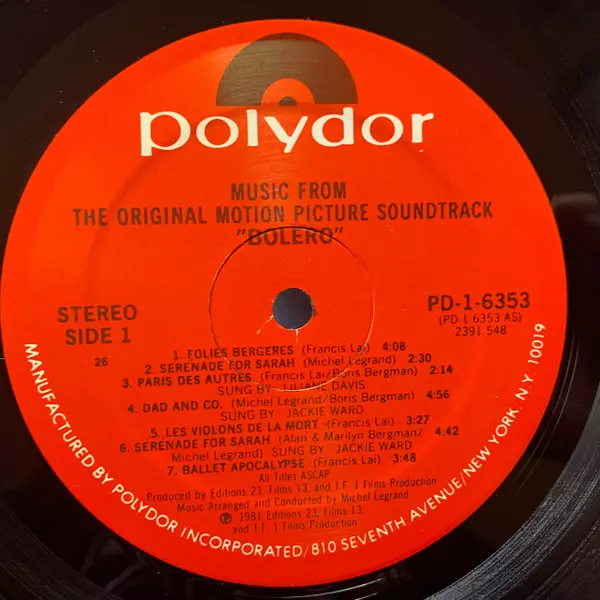 polydor
MUSIC FROM
THE ORIGINAL MOTION PICTURE SOUNDTRACK
"BOLERO"
STEREO
SIDE 1
26
PD-1-6353
(PD 1 6353 AS)
2391 548
1. FOLIES BERGERES (Francis Lai) 4:08
2. SERENADE FOR SARAH (Michel Legrand) 2:30
3. PARIS DES AUTRES (Francis Lai/Boris Bergman) 2:14
SUNG BY LILIANE DAVIS
4. DAD AND CO. (Michel Legrand/Boris Bergman) 4:56
SUNG BY JACKIE WARD
5. LES VIOLONS DE LA MORT (Francis Lai) 3:27
6. SERENADE FOR SARAH (Alan & Marilyn Bergman/ 4:42
Michel Legrand) SUNG BY JACKIE WARD
7. BALLET APOCALYPSE (Francis Lai) 3:48
All Titles ASCAP
Produced by Editions 23, Films 13, and T F 1 Films Production
Music Arranged and Conducted by Michel Legrand
℗ 1981 Editions 23, Films 13,
and T F 1 Films Production
MANUFACTURED BY POLYDOR INCORPORATED/810 SEVENTH AVENUE/NEW YORK. N.Y. 10019